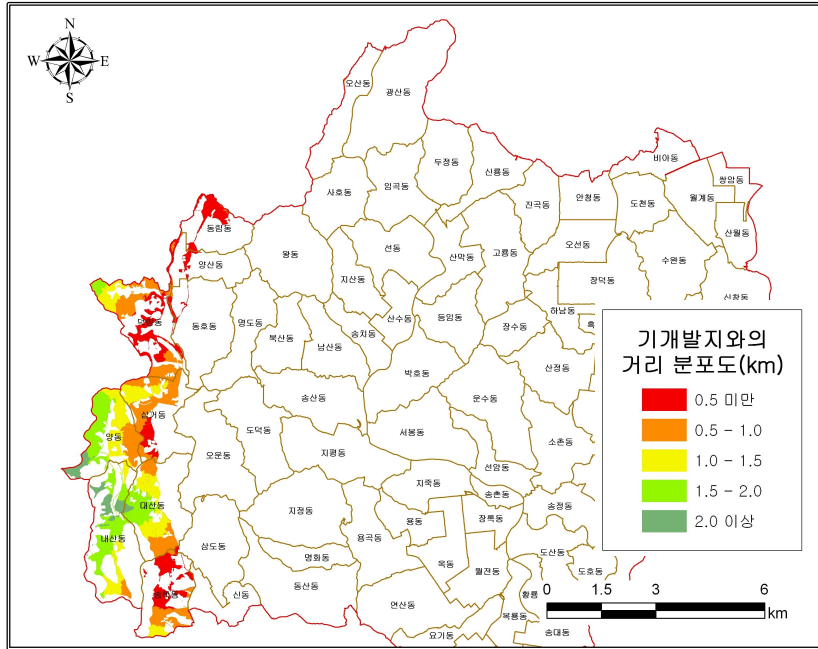 N
W E
S
오산동
광산동
비아동
두정동
신룡동
쌍암동
사호동
임곡동
진곡동
안청동
도천동
월계동
동림동
산월동
왕동
선동
산막동
고룡동
오선동
수완동
양산동
지산동
장덕동
신창동
동호동
명도동
북산동
남산동
송치동
산수동
등임동
장수동
하남동
흑
삼거동
송산동
박호동
산정동
운수동
양동
오운동
도덕동
지평동
서봉동
소촌동
선암동
지죽동
송촌동
송정동
대산동
지정동
용동
장록동
내산동
삼도동
명화동
용곡동
옥동
월전동
도산동
도호동
신동
동산동
연산동
황룡
복룡동
요기동
송대동
기개발지와의
거리 분포도(km)
0.5 미만
0.5 - 1.0
1.0 - 1.5
1.5 - 2.0
2.0 이상
0 1.5 3 6
km